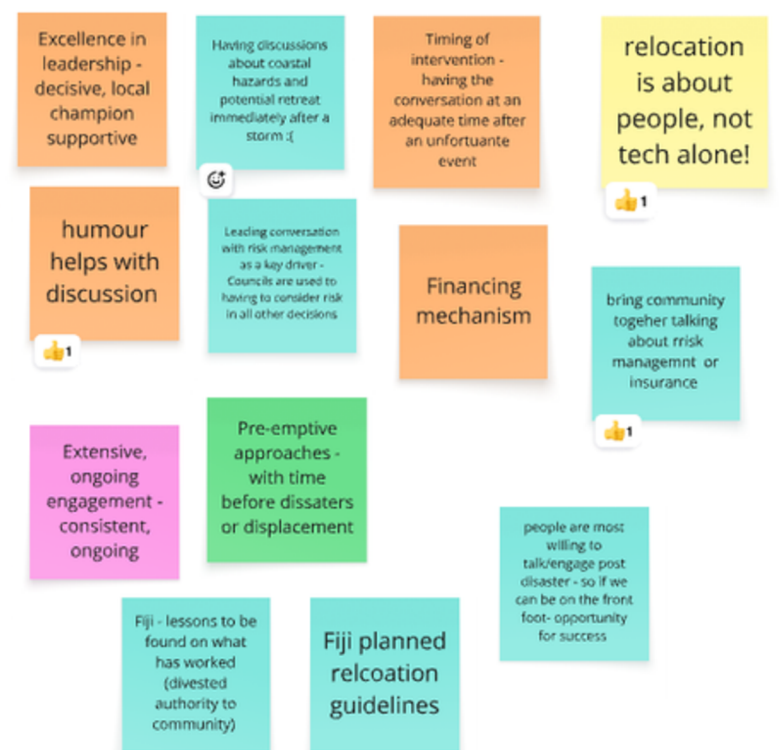 Excellence in
leadership -
decisive, local
champion
supportive
Having discussions
about coastal
hazards and
potential retreat
immediately after a
storm :(
Timing of
intervention -
having the
conversation at an
adequate time after
an unfortuante
event
relocation
is about
people, not
tech alone!
1
humour
helps with
discussion
1
Leading conversation
with risk management
as a key driver -
Councils are used to
having to consider risk
in all other decisions
Financing
mechanism
bring community
togeher talking
about rrisk
managemnt or
insurance
1
Extensive,
ongoing
engagement -
consistent,
ongoing
Pre-emptive
approaches -
with time
before dissaters
or displacement
people are most
willing to
talk/engage post
disaster - so if we
can be on the front
foot- opportunity
for success
Fiji - lessons to be
found on what
has worked
(divested
authority to
community)
Fiji planned
relcoation
guidelines